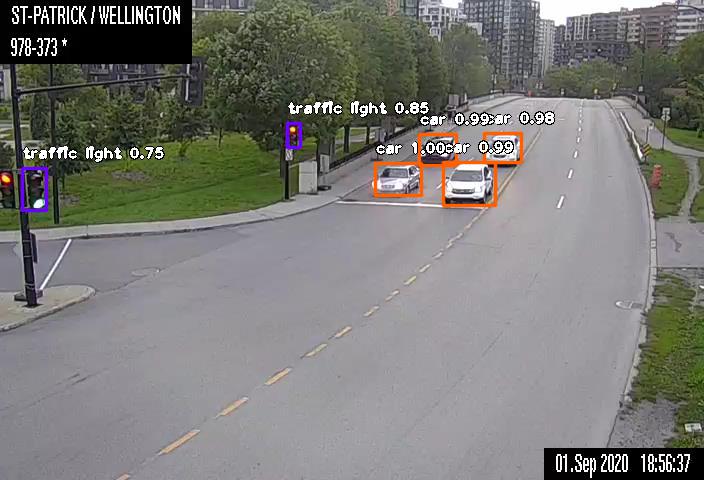 ST-PATRICK / WELLINGTON
978-373 *
traffic light 0.85
car 0.99
car 0.98
traffic light 0.75
car 1.00
car 0.99
01.Sep 2020 18:56:37